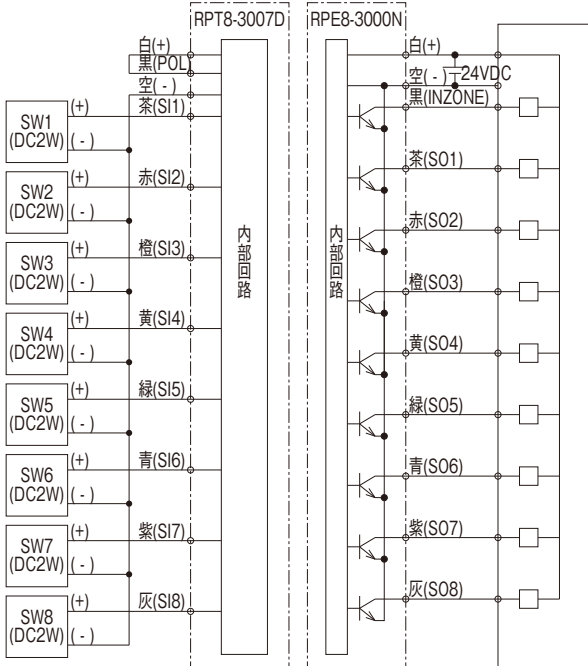 RPT8-3007D
RPE8-3000N
白(+)
黒(POL)
空( - )
茶(SI1)
赤(SI2)
橙(SI3)
黄(SI4)
緑(SI5)
青(SI6)
紫(SI7)
灰(SI8)
SW1
(DC2W)
(+)
( - )
SW2
(DC2W)
(+)
( - )
SW3
(DC2W)
(+)
( - )
SW4
(DC2W)
(+)
( - )
SW5
(DC2W)
(+)
( - )
SW6
(DC2W)
(+)
( - )
SW7
(DC2W)
(+)
( - )
SW8
(DC2W)
(+)
( - )
内部回路
内部回路
白(+)
空( - )
24VDC
黒(INZONE)
茶(SO1)
赤(SO2)
橙(SO3)
黄(SO4)
緑(SO5)
青(SO6)
紫(SO7)
灰(SO8)